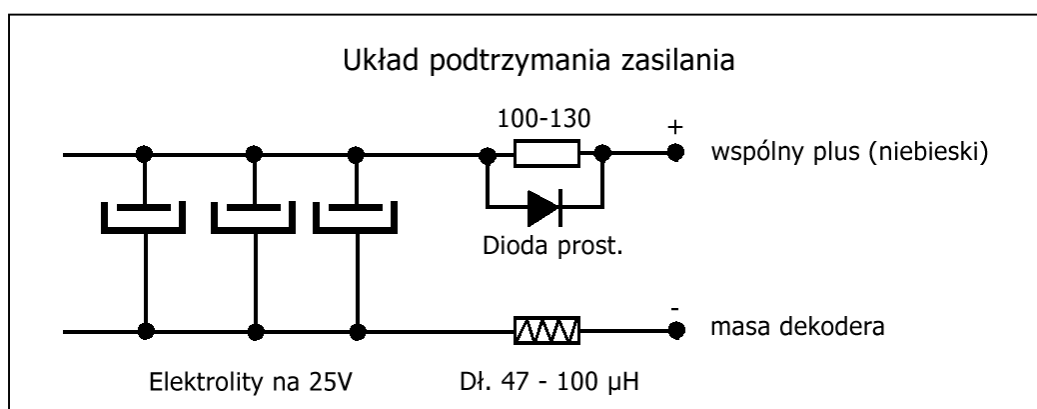 Układ podtrzymania zasilania
100-130
+
wspólny plus (niebieski)
Dioda prost.
-
masa dekodera
Elektrolity na 25V
Dł. 47 - 100 µH